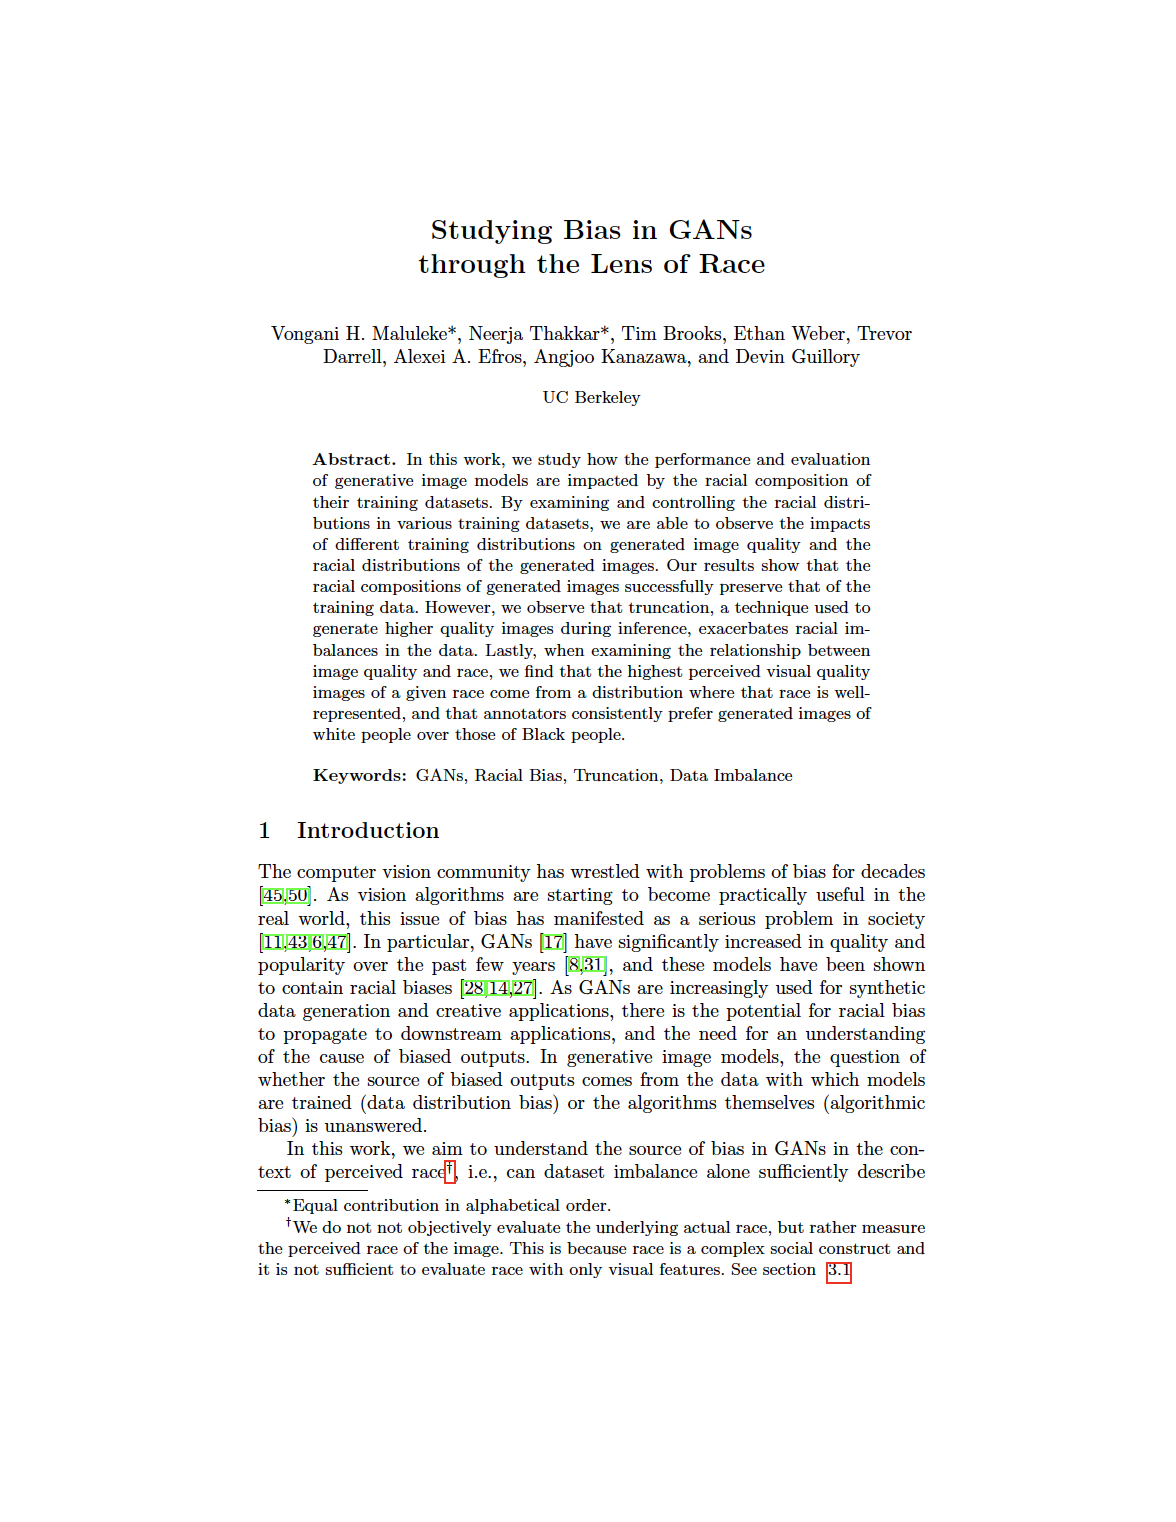 Studying Bias in GANs
through the Lens of Race
Vongani H. Maluleke*, Neerja Thakkar*, Tim Brooks, Ethan Weber, Trevor
Darrell, Alexei A. Efros, Angjoo Kanazawa, and Devin Guillory
UC Berkeley
Abstract. In this work, we study how the performance and evaluation
of generative image models are impacted by the racial composition of
their training datasets. By examining and controlling the racial distri-
butions in various training datasets, we are able to observe the impacts
of different training distributions on generated image quality and the
racial distributions of the generated images. Our results show that the
racial compositions of generated images successfully preserve that of the
training data. However, we observe that truncation, a technique used to
generate higher quality images during inference, exacerbates racial im-
balances in the data. Lastly, when examining the relationship between
image quality and race, we find that the highest perceived visual quality
images of a given race come from a distribution where that race is well-
represented, and that annotators consistently prefer generated images of
white people over those of Black people.
Keywords: GANs, Racial Bias, Truncation, Data Imbalance
1 Introduction
The computer vision community has wrestled with problems of bias for decades
[45,50]. As vision algorithms are starting to become practically useful in the
real world, this issue of bias has manifested as a serious problem in society
[11,43,6,47]. In particular, GANs [17] have significantly increased in quality and
popularity over the past few years [8,31], and these models have been shown
to contain racial biases [28,14,27]. As GANs are increasingly used for synthetic
data generation and creative applications, there is the potential for racial bias
to propagate to downstream applications, and the need for an understanding
of the cause of biased outputs. In generative image models, the question of
whether the source of biased outputs comes from the data with which models
are trained (data distribution bias) or the algorithms themselves (algorithmic
bias) is unanswered.
In this work, we aim to understand the source of bias in GANs in the con-
text of perceived race†, i.e., can dataset imbalance alone sufficiently describe
*Equal contribution in alphabetical order.
†We do not not objectively evaluate the underlying actual race, but rather measure
the perceived race of the image. This is because race is a complex social construct and
it is not sufficient to evaluate race with only visual features. See section 3.1